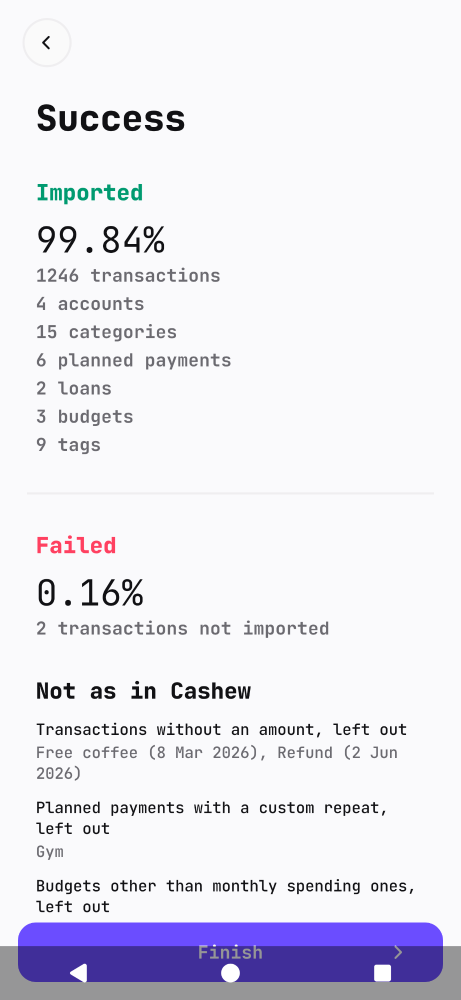 Success
Imported
99.84%
1246 transactions
4 accounts
15 categories
6 planned payments
2 loans
3 budgets
9 tags
Failed
0.16%
2 transactions not imported
Not as in Cashew
Transactions without an amount, left out
Free coffee (8 Mar 2026), Refund (2 Jun
2026)
Planned payments with a custom repeat,
left out
Gym
Budgets other than monthly spending ones,
left out
Finish